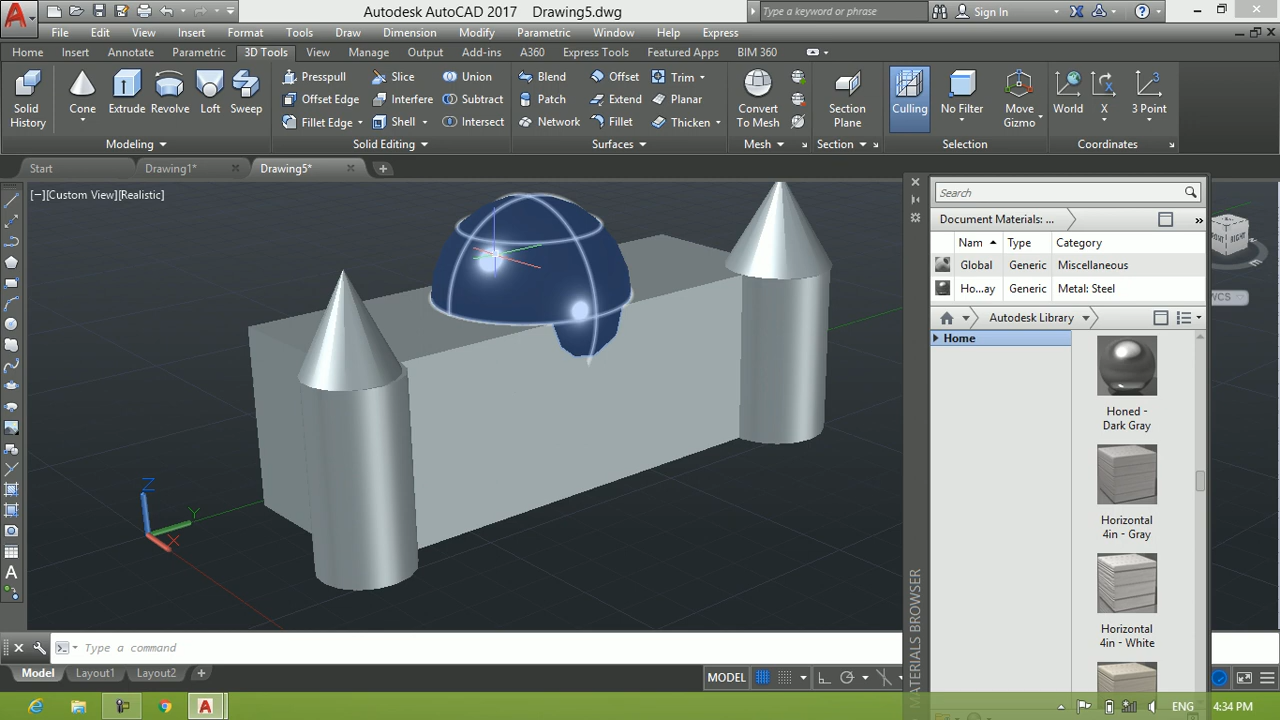 Autodesk AutoCAD 2017 Drawing5.dwg
Type a keyword or phrase
Sign In
File Edit View Insert Format Tools Draw Dimension Modify Parametric Window Help Express
Home Insert Annotate Parametric 3D Tools View Manage Output Add-ins A360 Express Tools Featured Apps BIM 360
Solid History
Cone Extrude Revolve Loft Sweep
Presspull Slice Union
Offset Edge Interfere Subtract
Fillet Edge Shell Intersect
Blend Offset Trim
Patch Extend Planar
Network Fillet Thicken
Convert To Mesh
Section Plane
Culling No Filter Move Gizmo
World X 3 Point
Modeling Solid Editing Surfaces Mesh Section Selection Coordinates
Start Drawing1* Drawing5*
[−][Custom View][Realistic]
Search
Document Materials: ...
Nam Type Category
Global Generic Miscellaneous
Ho...ay Generic Metal: Steel
Autodesk Library
Home
Honed -
Dark Gray
Horizontal
4in - Gray
Horizontal
4in - White
MATERIALS BROWSER
RIGHT
WCS
Z
Y
X
Type a command
Model Layout1 Layout2
MODEL
ENG 4:34 PM